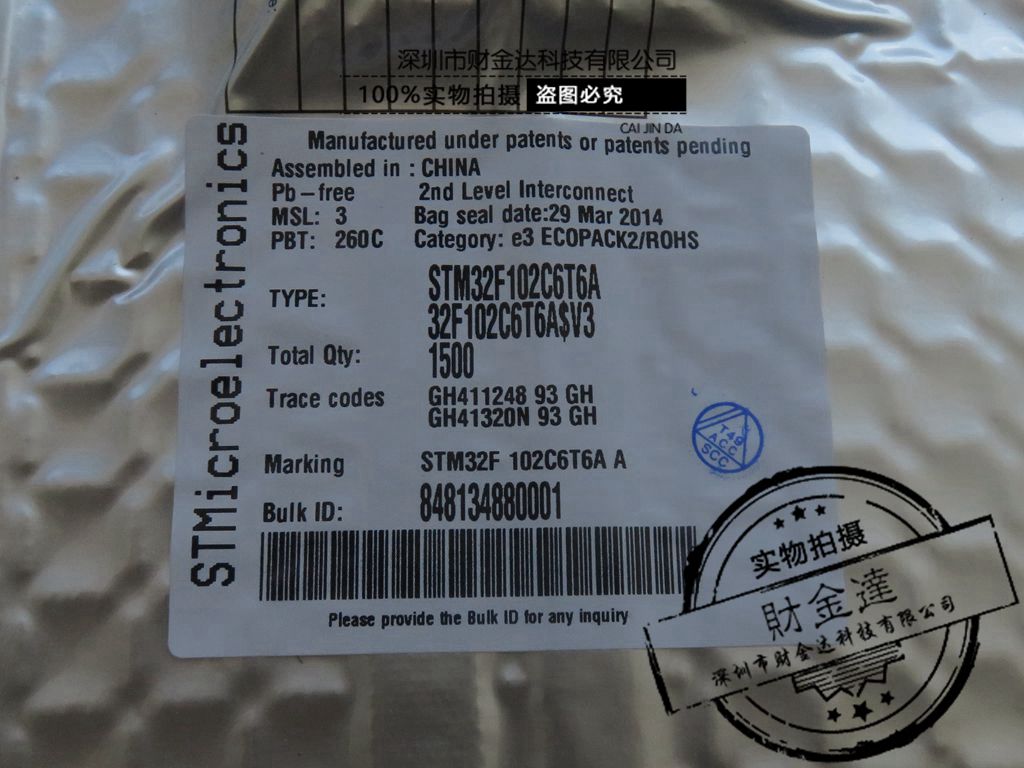 深圳市财金达科技有限公司
100%实物拍摄 盗图必究
CAI JIN DA
STMicroelectronics
Manufactured under patents or patents pending
Assembled in : CHINA
Pb-free 2nd Level Interconnect
MSL: 3 Bag seal date:29 Mar 2014
PBT: 260C Category: e3 ECOPACK2/ROHS
TYPE: STM32F102C6T6A
32F102C6T6A$V3
Total Qty: 1500
Trace codes GH411248 93 GH
GH41320N 93 GH
T49
ACC
SCC
Marking STM32F 102C6T6A A
Bulk ID: 848134880001
Please provide the Bulk ID for any inquiry
实物拍摄
財金達
深圳市财金达科技有限公司